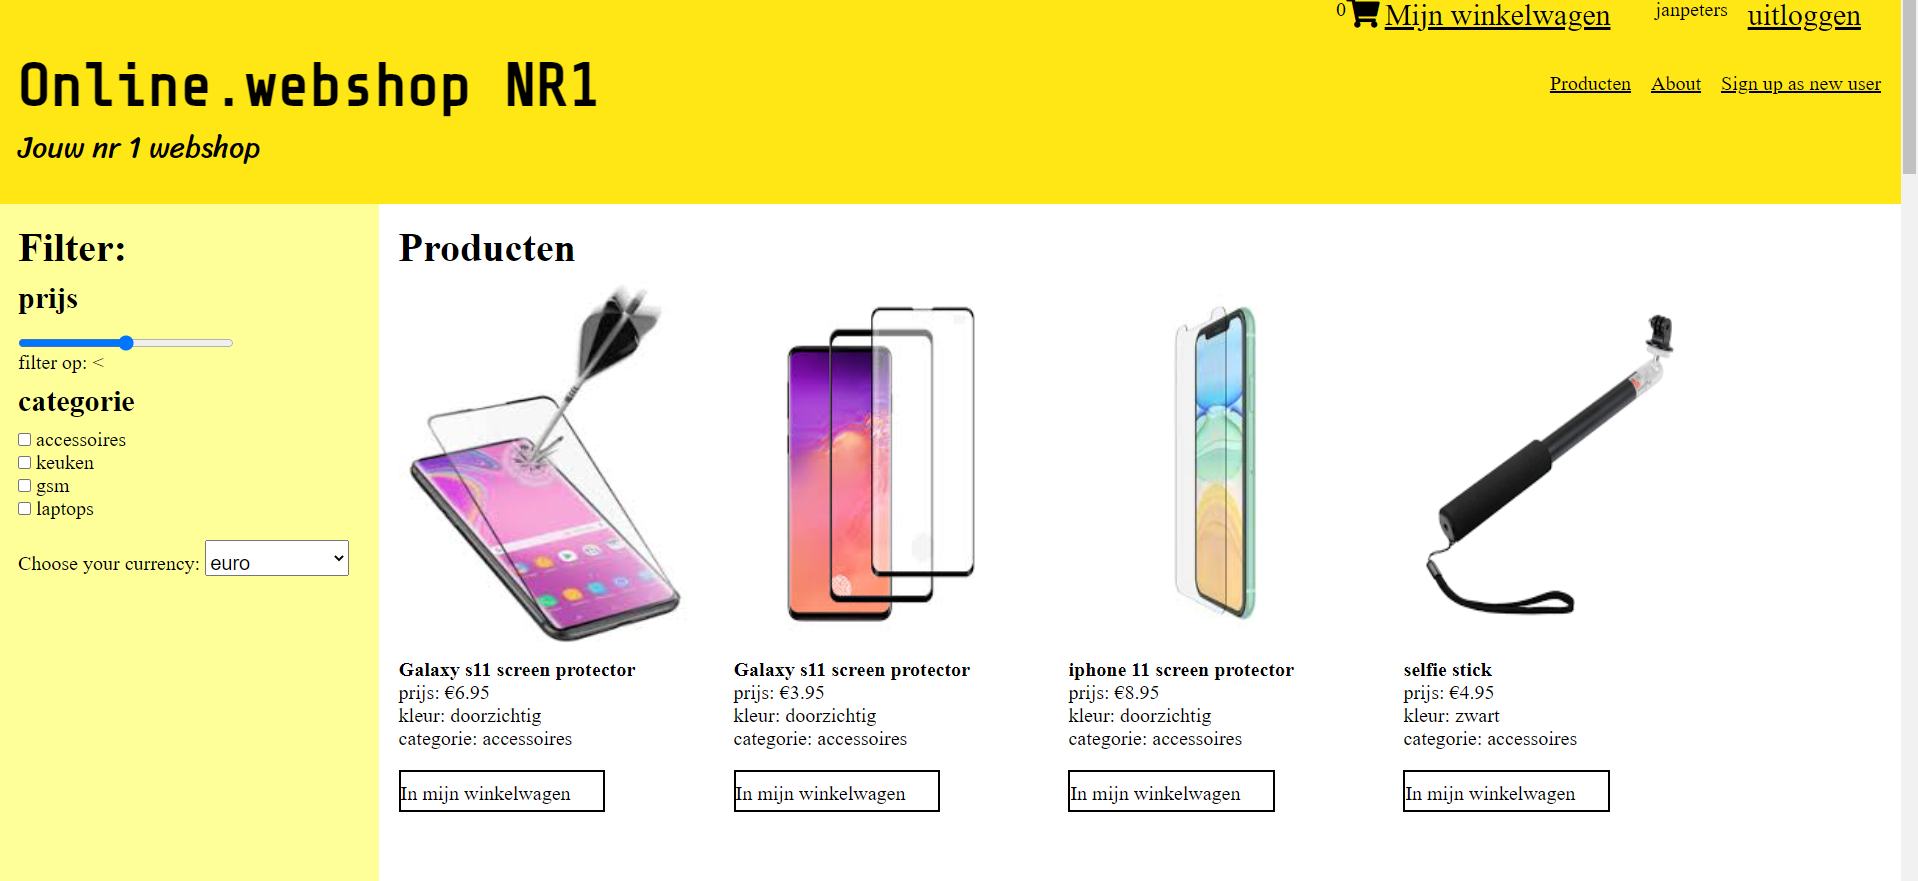 0 Mijn winkelwagen janpeters uitloggen
Online.webshop NR1
Producten About Sign up as new user
Jouw nr 1 webshop
Filter:
prijs
filter op: <
categorie
accessoires
keuken
gsm
laptops
Choose your currency: euro
Producten
Galaxy s11 screen protector
prijs: €6.95
kleur: doorzichtig
categorie: accessoires
In mijn winkelwagen
Galaxy s11 screen protector
prijs: €3.95
kleur: doorzichtig
categorie: accessoires
In mijn winkelwagen
iphone 11 screen protector
prijs: €8.95
kleur: doorzichtig
categorie: accessoires
In mijn winkelwagen
selfie stick
prijs: €4.95
kleur: zwart
categorie: accessoires
In mijn winkelwagen